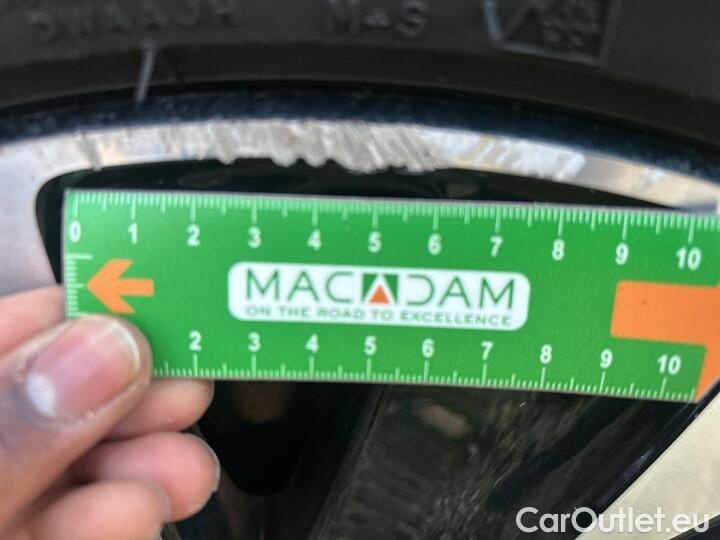 M+S
0 1 2 3 4 5 6 7 8 9 10
MACADAM
ON THE ROAD TO EXCELLENCE
2 3 4 5 6 7 8 9 10
CarOutlet.eu